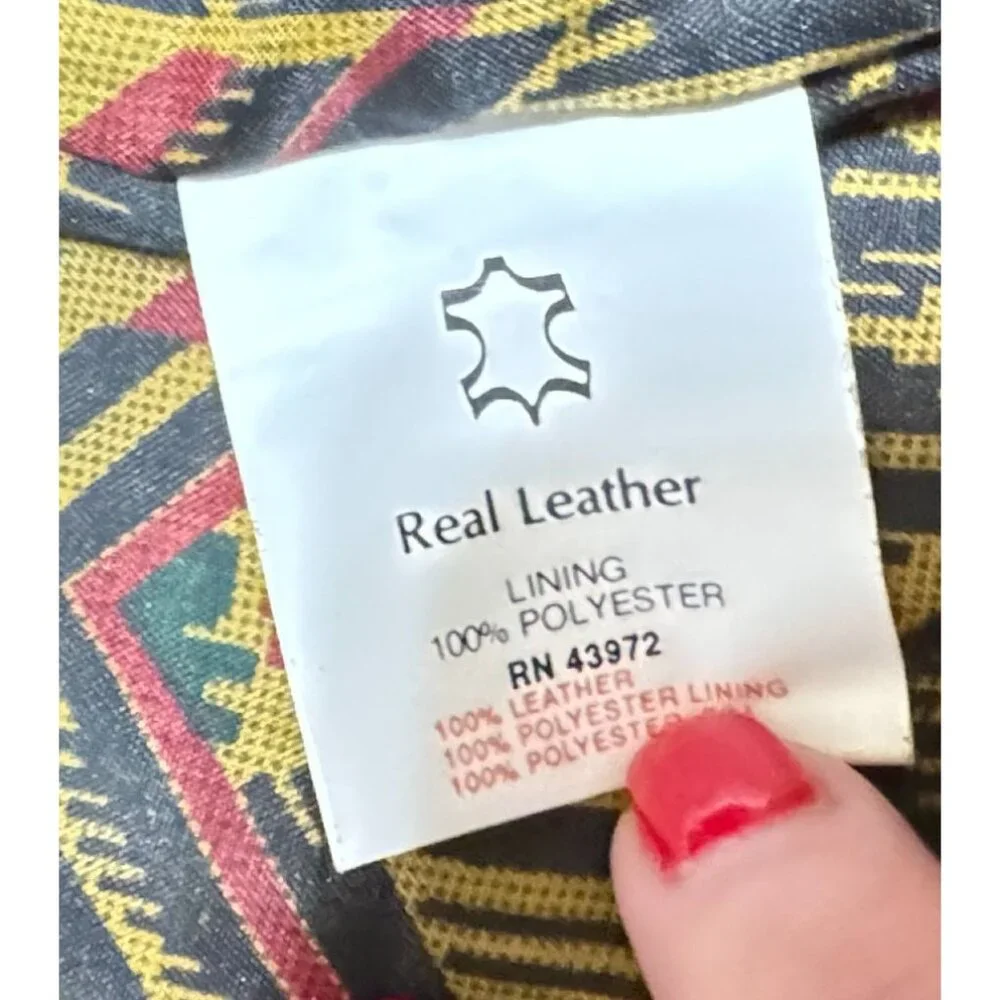 Real Leather
LINING
100% POLYESTER
RN 43972
100% LEATHER
100% POLYESTER LINING
100% POLYESTER